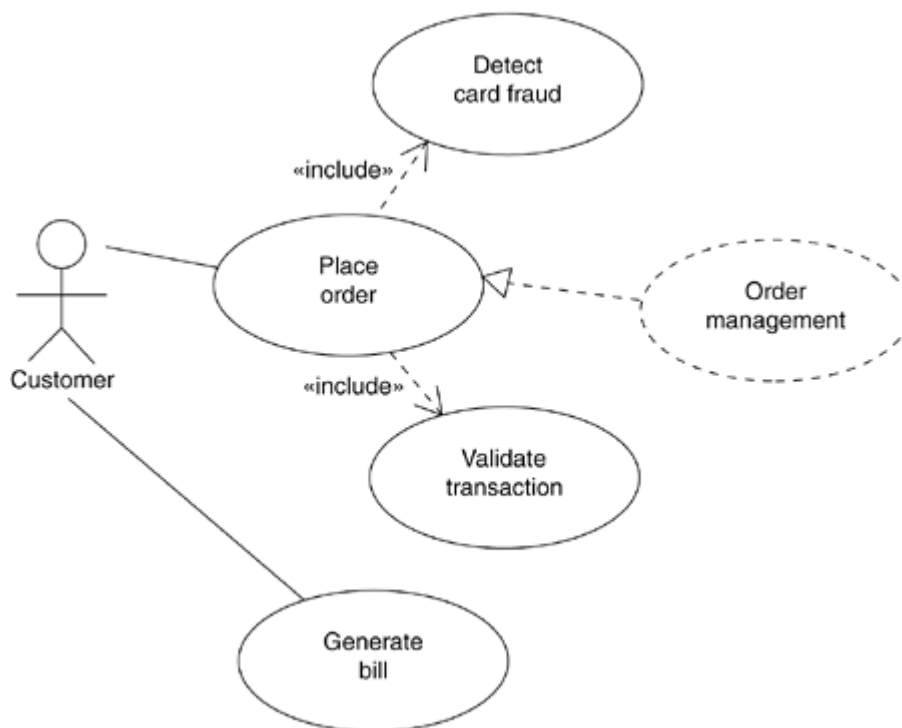 Detect
card fraud
«include»
Place
order
Order
management
Customer
«include»
Validate
transaction
Generate
bill